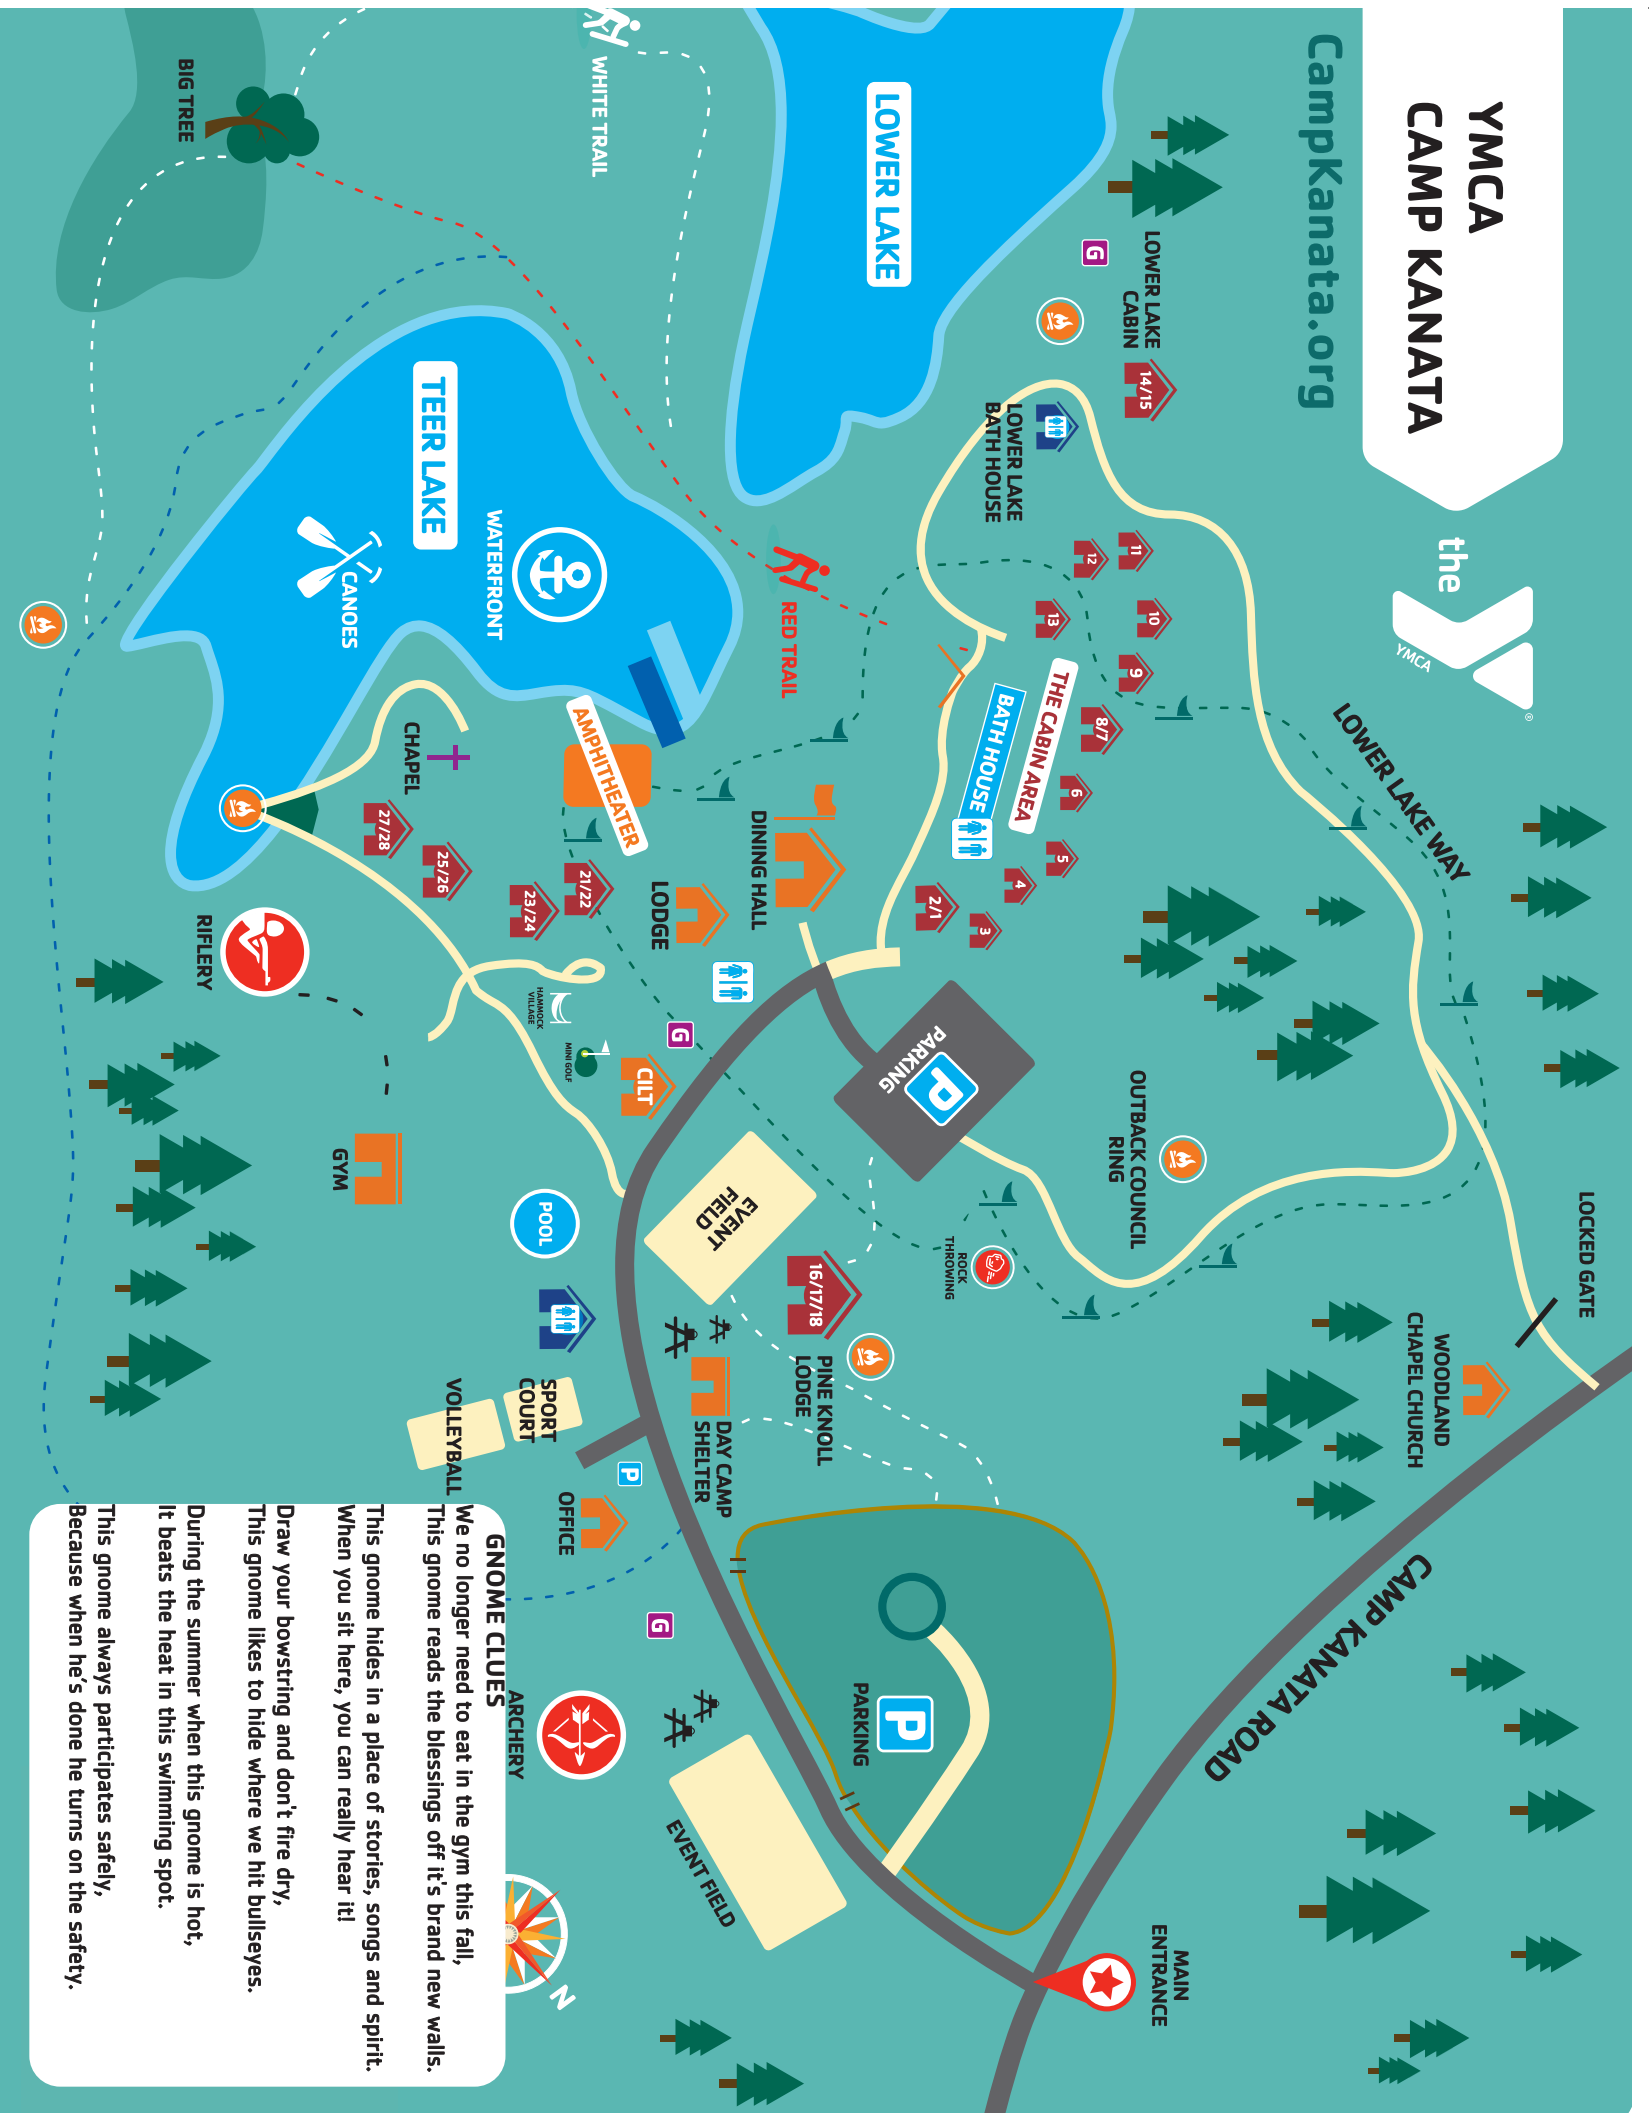 YMCA
CAMP KANATA
CampKanata.org
the
YMCA
®
LOWER LAKE WAY
LOCKED GATE
WOODLAND
CHAPEL CHURCH
CAMP KANATA ROAD
MAIN
ENTRANCE
LOWER LAKE
CABIN
14/15
G
LOWER LAKE
BATH HOUSE
LOWER LAKE
11
12
10
13
9
8/7
6
5
4
3
2/1
THE CABIN AREA
BATH HOUSE
OUTBACK COUNCIL
RING
PARKING
P
ROCK
THROWING
16/17/18
PINE KNOLL
LODGE
EVENT
FIELD
DAY CAMP
SHELTER
P
PARKING
EVENT FIELD
WHITE TRAIL
RED TRAIL
BIG TREE
TEER LAKE
WATERFRONT
CANOES
AMPHITHEATER
CHAPEL
DINING HALL
LODGE
21/22
23/24
25/26
27/28
RIFLERY
HAMMOCK
VILLAGE
MINI GOLF
G
CILT
GYM
POOL
SPORT
COURT
VOLLEYBALL
P
OFFICE
G
ARCHERY
N
GNOME CLUES
We no longer need to eat in the gym this fall,
This gnome reads the blessings off it's brand new walls.
This gnome hides in a place of stories, songs and spirit.
When you sit here, you can really hear it!
Draw your bowstring and don't fire dry,
This gnome likes to hide where we hit bullseyes.
During the summer when this gnome is hot,
It beats the heat in this swimming spot.
This gnome always participates safely,
Because when he's done he turns on the safety.